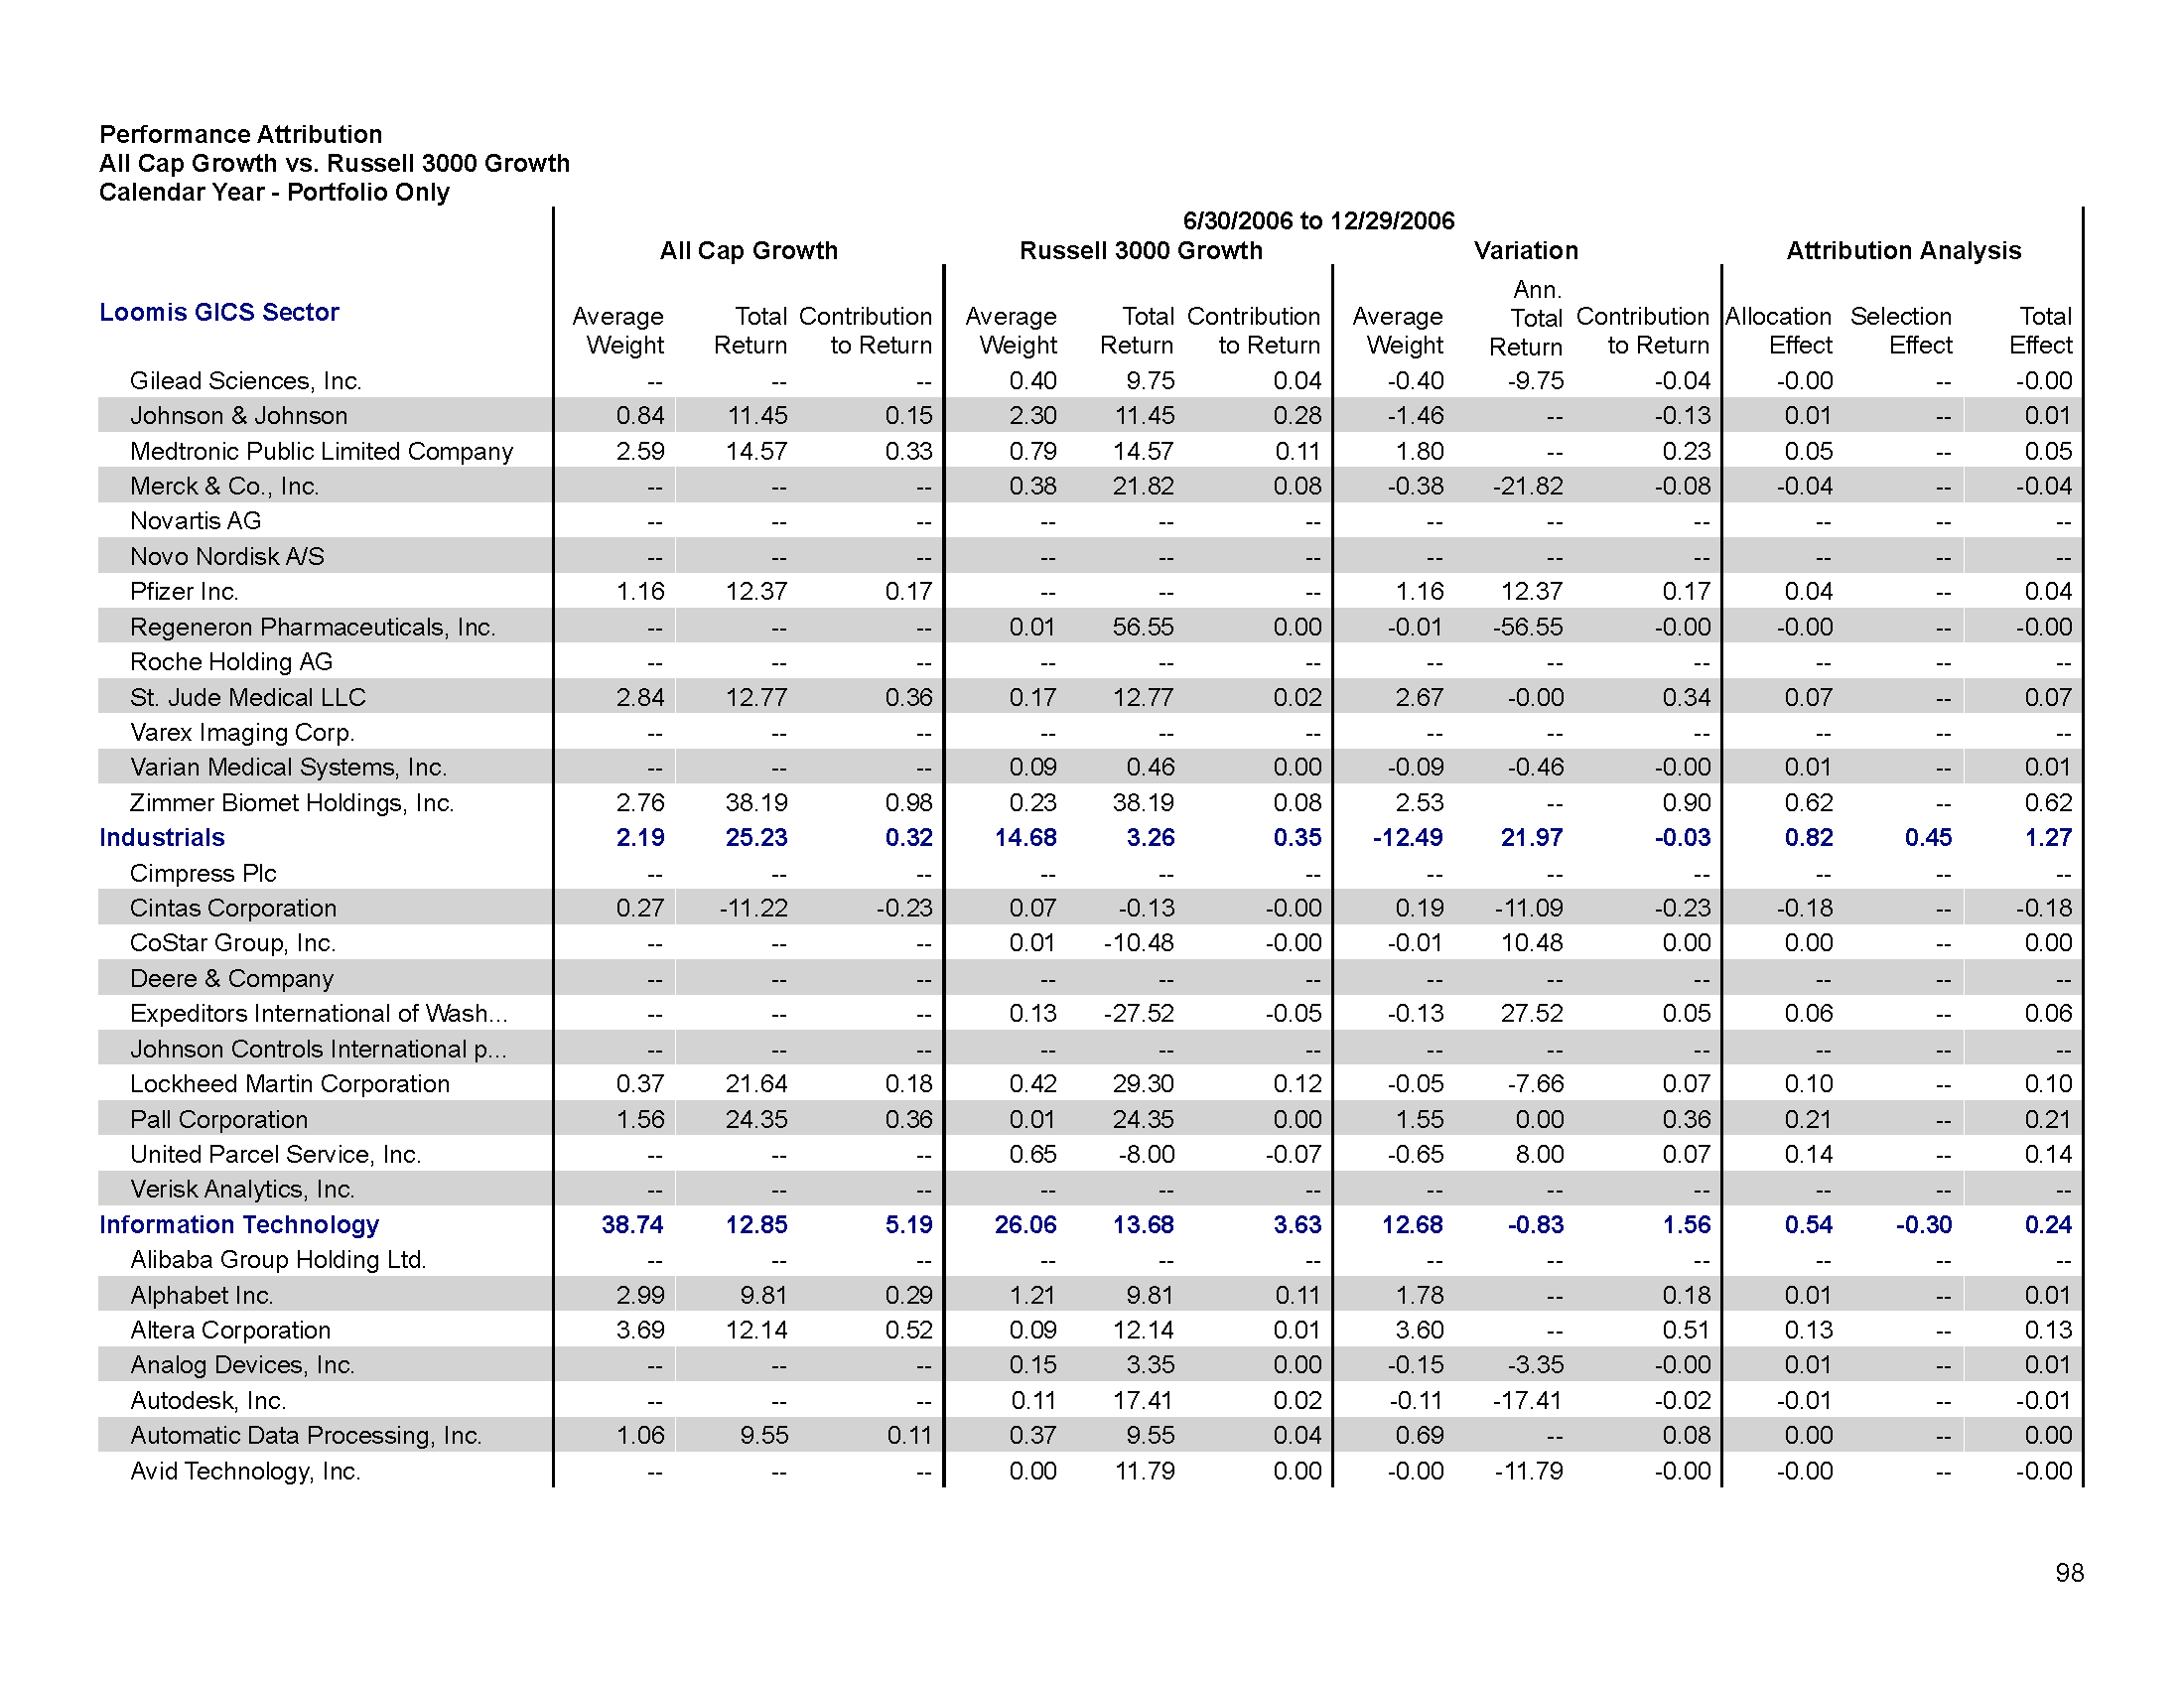 Performance Attribution
All Cap Growth vs. Russell 3000 Growth
Calendar Year - Portfolio Only
6/30/2006 to 12/29/2006
All Cap Growth Russell 3000 Growth Variation Attribution Analysis
Loomis GICS Sector Average Weight Total Return Contribution to Return Average Weight Total Return Contribution to Return Average Weight Ann. Total Return Contribution to Return Allocation Effect Selection Effect Total Effect
Gilead Sciences, Inc. -- -- -- 0.40 9.75 0.04 -0.40 -9.75 -0.04 -0.00 -- -0.00
Johnson & Johnson 0.84 11.45 0.15 2.30 11.45 0.28 -1.46 -- -0.13 0.01 -- 0.01
Medtronic Public Limited Company 2.59 14.57 0.33 0.79 14.57 0.11 1.80 -- 0.23 0.05 -- 0.05
Merck & Co., Inc. -- -- -- 0.38 21.82 0.08 -0.38 -21.82 -0.08 -0.04 -- -0.04
Novartis AG -- -- -- -- -- -- -- -- -- -- -- --
Novo Nordisk A/S -- -- -- -- -- -- -- -- -- -- -- --
Pfizer Inc. 1.16 12.37 0.17 -- -- -- 1.16 12.37 0.17 0.04 -- 0.04
Regeneron Pharmaceuticals, Inc. -- -- -- 0.01 56.55 0.00 -0.01 -56.55 -0.00 -0.00 -- -0.00
Roche Holding AG -- -- -- -- -- -- -- -- -- -- -- --
St. Jude Medical LLC 2.84 12.77 0.36 0.17 12.77 0.02 2.67 -0.00 0.34 0.07 -- 0.07
Varex Imaging Corp. -- -- -- -- -- -- -- -- -- -- -- --
Varian Medical Systems, Inc. -- -- -- 0.09 0.46 0.00 -0.09 -0.46 -0.00 0.01 -- 0.01
Zimmer Biomet Holdings, Inc. 2.76 38.19 0.98 0.23 38.19 0.08 2.53 -- 0.90 0.62 -- 0.62
Industrials 2.19 25.23 0.32 14.68 3.26 0.35 -12.49 21.97 -0.03 0.82 0.45 1.27
Cimpress Plc -- -- -- -- -- -- -- -- -- -- -- --
Cintas Corporation 0.27 -11.22 -0.23 0.07 -0.13 -0.00 0.19 -11.09 -0.23 -0.18 -- -0.18
CoStar Group, Inc. -- -- -- 0.01 -10.48 -0.00 -0.01 10.48 0.00 0.00 -- 0.00
Deere & Company -- -- -- -- -- -- -- -- -- -- -- --
Expeditors International of Wash... -- -- -- 0.13 -27.52 -0.05 -0.13 27.52 0.05 0.06 -- 0.06
Johnson Controls International p... -- -- -- -- -- -- -- -- -- -- -- --
Lockheed Martin Corporation 0.37 21.64 0.18 0.42 29.30 0.12 -0.05 -7.66 0.07 0.10 -- 0.10
Pall Corporation 1.56 24.35 0.36 0.01 24.35 0.00 1.55 0.00 0.36 0.21 -- 0.21
United Parcel Service, Inc. -- -- -- 0.65 -8.00 -0.07 -0.65 8.00 0.07 0.14 -- 0.14
Verisk Analytics, Inc. -- -- -- -- -- -- -- -- -- -- -- --
Information Technology 38.74 12.85 5.19 26.06 13.68 3.63 12.68 -0.83 1.56 0.54 -0.30 0.24
Alibaba Group Holding Ltd. -- -- -- -- -- -- -- -- -- -- -- --
Alphabet Inc. 2.99 9.81 0.29 1.21 9.81 0.11 1.78 -- 0.18 0.01 -- 0.01
Altera Corporation 3.69 12.14 0.52 0.09 12.14 0.01 3.60 -- 0.51 0.13 -- 0.13
Analog Devices, Inc. -- -- -- 0.15 3.35 0.00 -0.15 -3.35 -0.00 0.01 -- 0.01
Autodesk, Inc. -- -- -- 0.11 17.41 0.02 -0.11 -17.41 -0.02 -0.01 -- -0.01
Automatic Data Processing, Inc. 1.06 9.55 0.11 0.37 9.55 0.04 0.69 -- 0.08 0.00 -- 0.00
Avid Technology, Inc. -- -- -- 0.00 11.79 0.00 -0.00 -11.79 -0.00 -0.00 -- -0.00
98